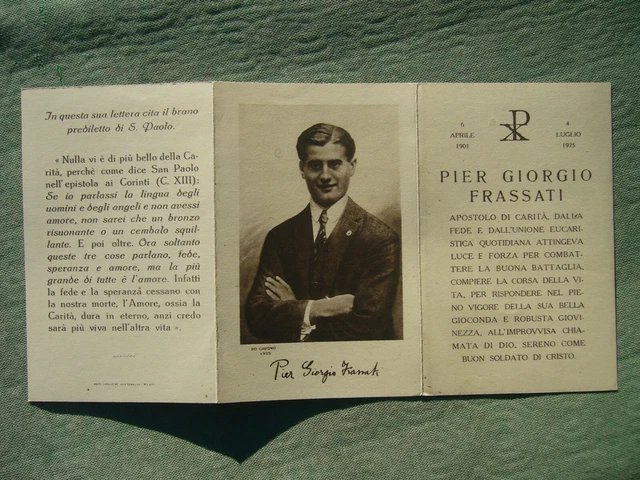 In questa sua lettera cita il brano
prediletto di S. Paolo.
« Nulla vi è di più bello della Ca-
rità, perchè come dice San Paolo
nell'epistola ai Corinti (C. XIII):
Se io parlassi la lingua degli
uomini e degli angeli e non avessi
amore, non sarei che un bronzo
risuonante o un cembalo squil-
lante. E poi oltre. Ora soltanto
queste tre cose parlano, fede,
speranza e amore, ma la più
grande di tutte è l'amore. Infatti
la fede e la speranza cessano con
la nostra morte, l'Amore, ossia la
Carità, dura in eterno, anzi credo
sarà più viva nell'altra vita ».
1925
Pier Giorgio Frassati
6
APRILE
1901
4
LUGLIO
1925
PIER GIORGIO
FRASSATI
APOSTOLO DI CARITÀ, DALLA
FEDE E DALL'UNIONE EUCARI-
STICA QUOTIDIANA ATTINGEVA
LUCE E FORZA PER COMBAT-
TERE LA BUONA BATTAGLIA,
COMPIERE LA CORSA DELLA VI-
TA, PER RISPONDERE, NEL PIE-
NO VIGORE DELLA SUA BELLA
GIOCONDA E ROBUSTA GIOVI-
NEZZA, ALL'IMPROVVISA CHIA-
MATA DI DIO, SERENO COME
BUON SOLDATO DI CRISTO.